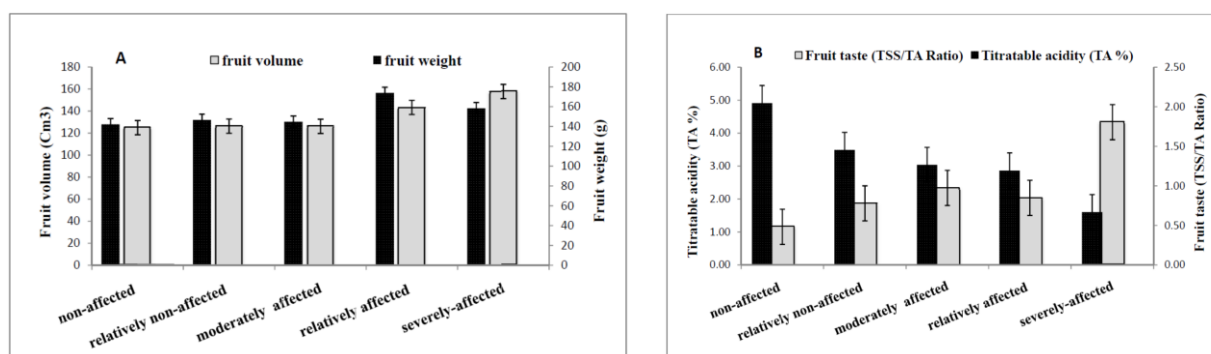 A
fruit volume
fruit weight
Fruit volume (Cm3)
180
160
140
120
100
80
60
40
20
0
200
180
160
140
120
100
80
60
40
20
0
Fruit weight (g)
non-affected
relatively non-affected
moderately affected
relatively affected
severely-affected
B
Fruit taste (TSS/TA Ratio)
Titratable acidity (TA %)
Titratable acidity (TA %)
6.00
5.00
4.00
3.00
2.00
1.00
0.00
2.50
2.00
1.50
1.00
0.50
0.00
Fruit taste (TSS/TA Ratio)
non-affected
relatively non-affected
moderately affected
relatively affected
severely-affected